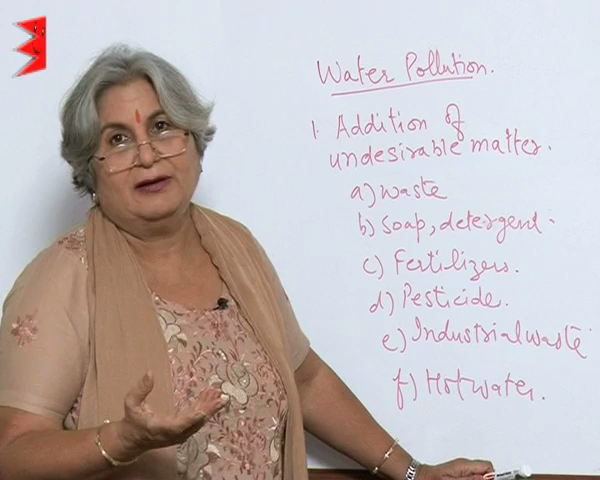 Water Pollution.
1. Addition of
undesirable matter.
a) waste
b) soap, detergent.
c) Fertilizers.
d) Pesticide.
e) Industrial waste
f) Hot water.